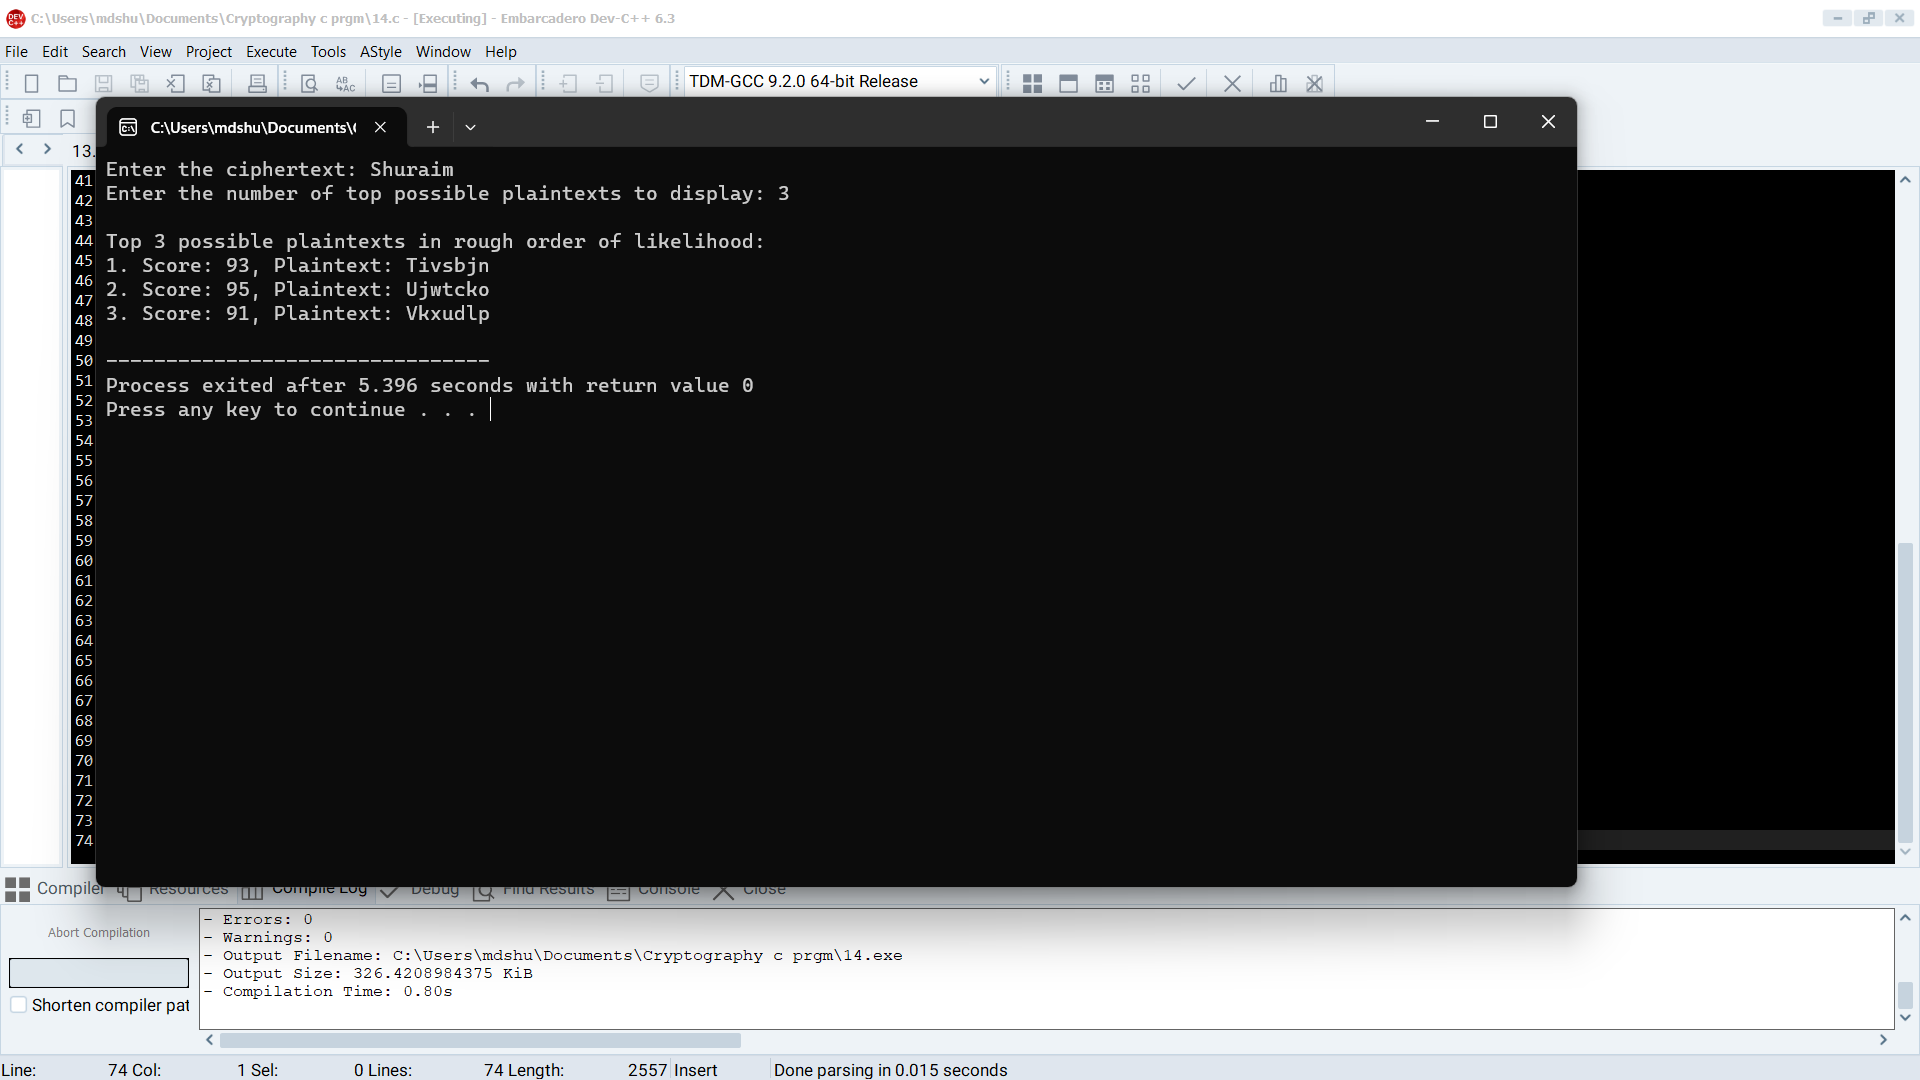 C:\Users\mdshu\Documents\Cryptography c prgm\14.c - [Executing] - Embarcadero Dev-C++ 6.3
File Edit Search View Project Execute Tools AStyle Window Help
TDM-GCC 9.2.0 64-bit Release
C:\Users\mdshu\Documents\
13.
Enter the ciphertext: Shuraim
Enter the number of top possible plaintexts to display: 3
Top 3 possible plaintexts in rough order of likelihood:
1. Score: 93, Plaintext: Tivsbjn
2. Score: 95, Plaintext: Ujwtcko
3. Score: 91, Plaintext: Vkxudlp
--------------------------------
Process exited after 5.396 seconds with return value 0
Press any key to continue . . .
41
42
43
44
45
46
47
48
49
50
51
52
53
54
55
56
57
58
59
60
61
62
63
64
65
66
67
68
69
70
71
72
73
74
Compiler Resources Compile Log Debug Find Results Console Close
Abort Compilation
Shorten compiler pat
- Errors: 0
- Warnings: 0
- Output Filename: C:\Users\mdshu\Documents\Cryptography c prgm\14.exe
- Output Size: 326.4208984375 KiB
- Compilation Time: 0.80s
Line: 74 Col: 1 Sel: 0 Lines: 74 Length: 2557 Insert Done parsing in 0.015 seconds